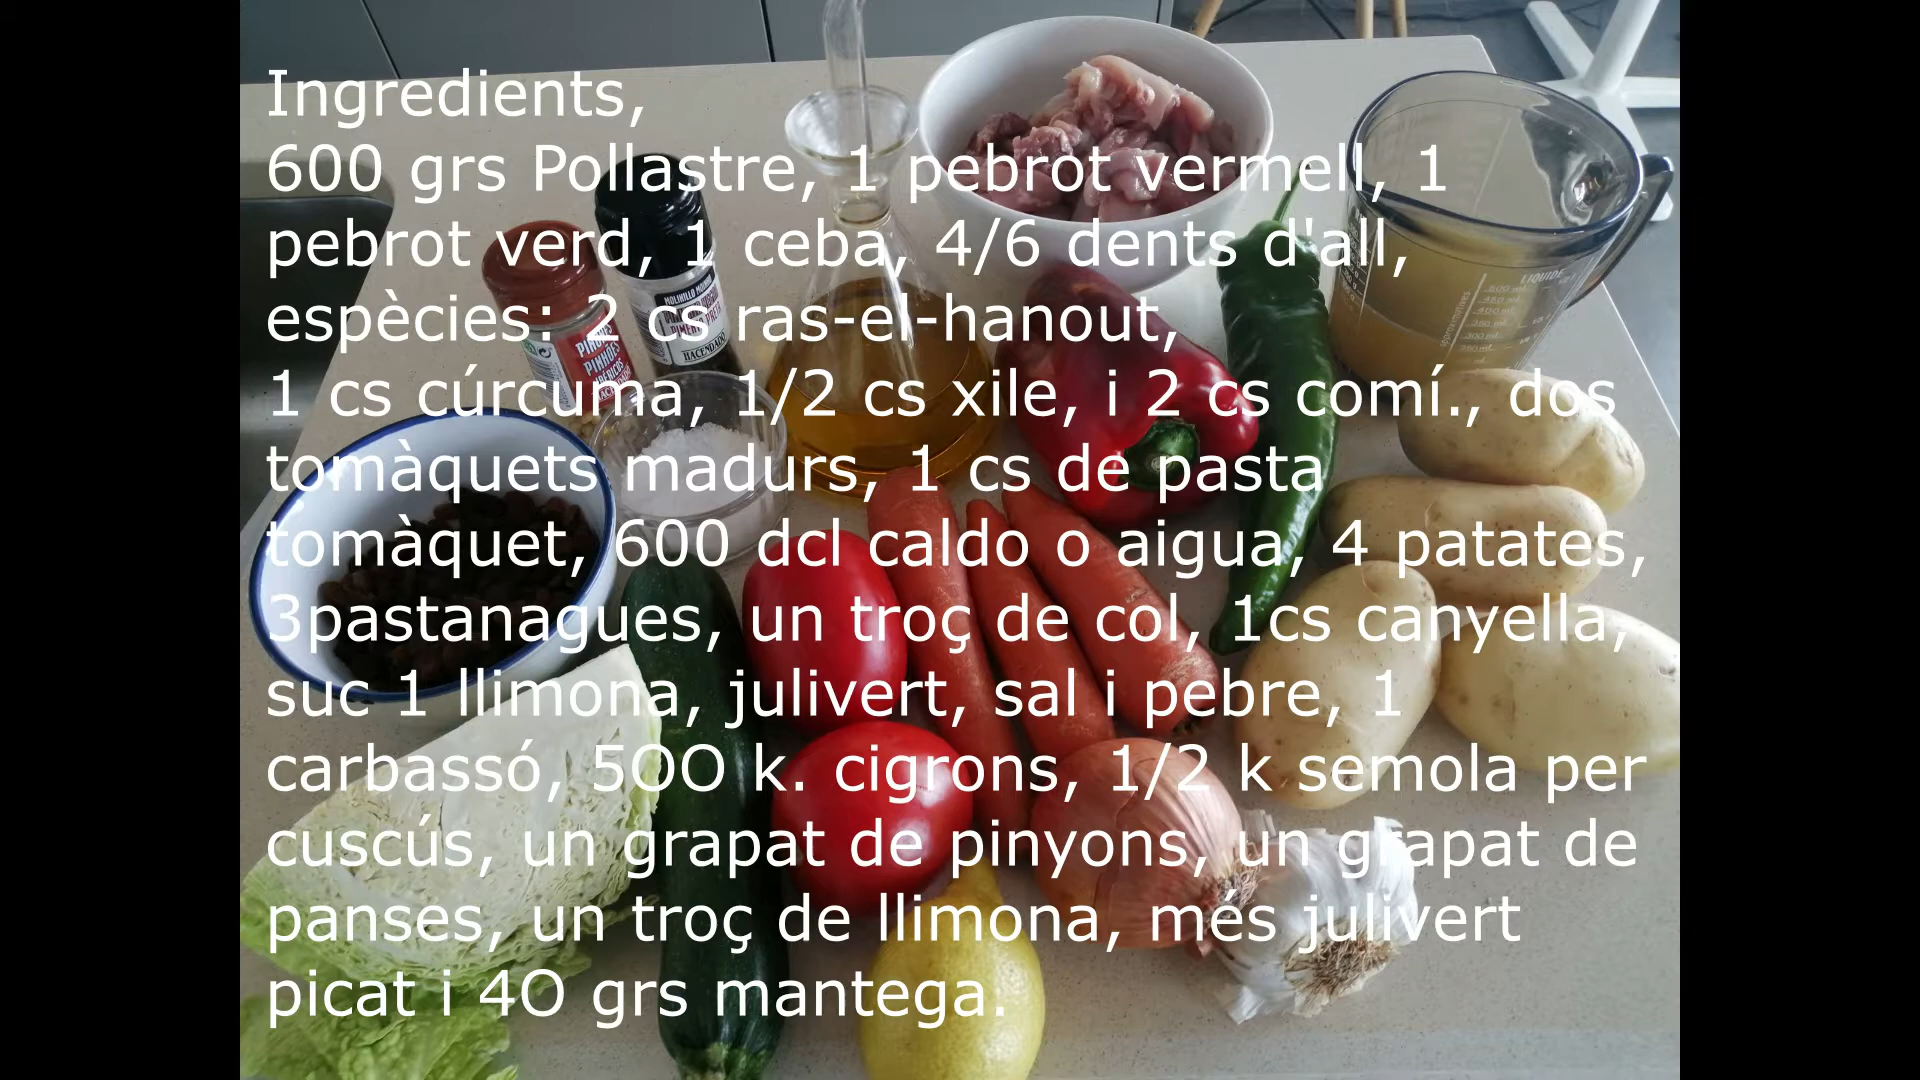 Ingredients,
600 grs Pollastre, 1 pebrot vermell, 1
pebrot verd, 1 ceba, 4/6 dents d'all,
espècies: 2 cs ras-el-hanout,
1 cs cúrcuma, 1/2 cs xile, i 2 cs comí., dos
tomàquets madurs, 1 cs de pasta
tomàquet, 600 dcl caldo o aigua, 4 patates,
3pastanagues, un troç de col, 1cs canyella,
suc 1 llimona, julivert, sal i pebre, 1
carbassó, 5OO k. cigrons, 1/2 k semola per
cuscús, un grapat de pinyons, un grapat de
panses, un troç de llimona, més julivert
picat i 4O grs mantega.
HACENDADO
LIQUIDE